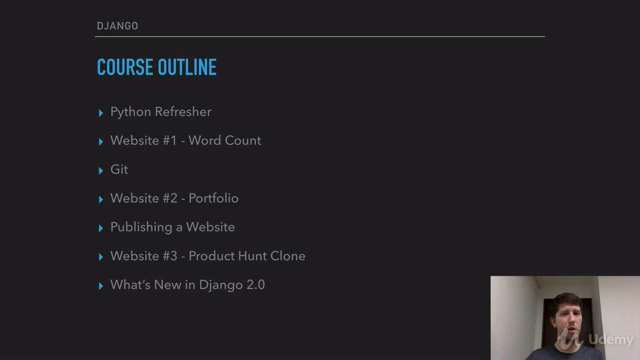 DJANGO
COURSE OUTLINE
Python Refresher
Website #1 - Word Count
Git
Website #2 - Portfolio
Publishing a Website
Website #3 - Product Hunt Clone
What's New in Django 2.0
Udemy